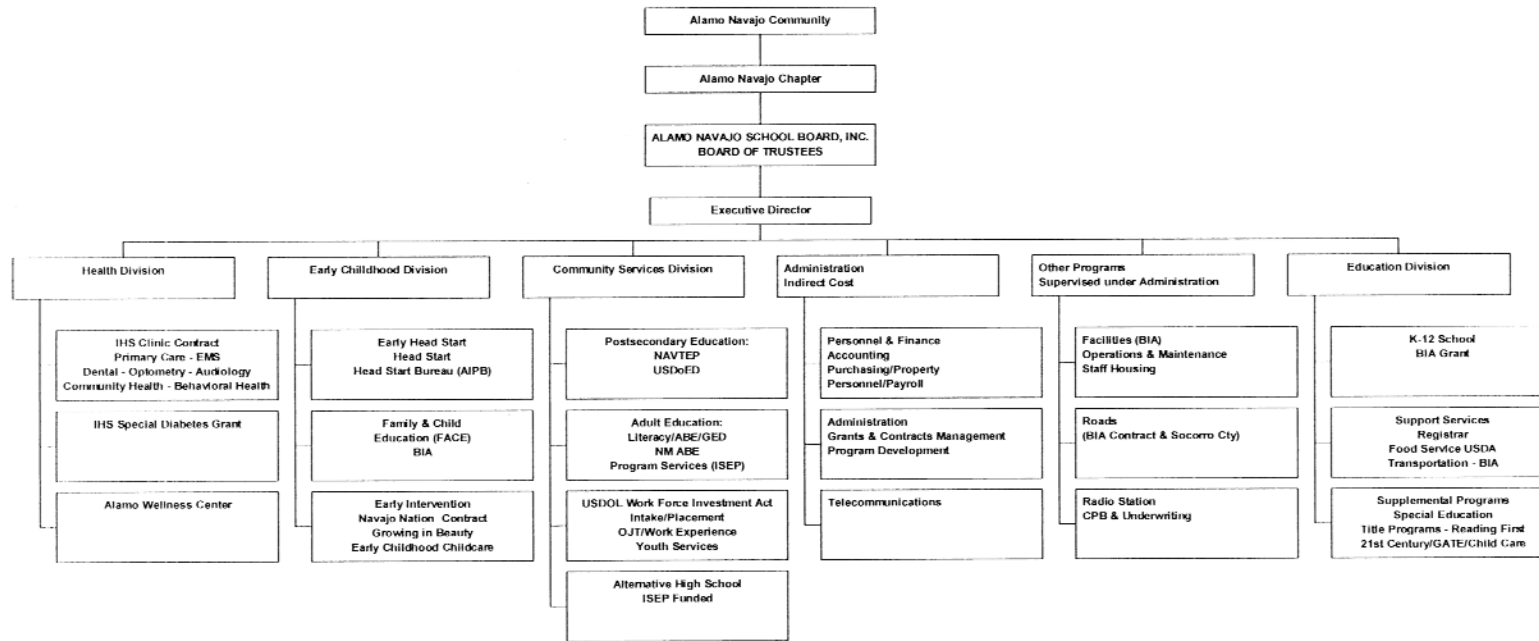 Alamo Navajo Community
Alamo Navajo Chapter
ALAMO NAVAJO SCHOOL BOARD, INC.
BOARD OF TRUSTEES
Executive Director
Health Division
Early Chilldhood Division
Community Services Division
Administration
Indirect Cost
Other Programs
Supervised under Administration
Education Division
IHS Clinic Contract
Primary Care - EMS
Dental - Optometry - Audiology
Community Health - Behavioral Health
IHS Special Diabetes Grant
Alamo Wellness Center
Early Head Start
Head Start
Head Start Bureau (AIPB)
Family & Child
Education (FACE)
BIA
Early Intervention
Navajo Nation Contract
Growing in Beauty
Early Childhood Childcare
Postsecondary Education:
NAVTEP
USDoED
Adult Education:
Literacy/ABE/GED
NM ABE
Program Services (ISEP)
USDOL Work Force Investment Act
Intake/Placement
OJT/Work Experience
Youth Services
Alternative High School
ISEP Funded
Personnel & Finance
Accounting
Purchasing/Property
Personnel/Payroll
Administration
Grants & Contracts Management
Program Development
Telecommunications
Facilities (BIA)
Operations & Maintenance
Staff Housing
Roads
(BIA Contract & Socorro Cty)
Radio Station
CPB & Underwriting
K-12 School
BIA Grant
Support Services
Registrar
Food Service USDA
Transportation - BIA
Supplemental Programs
Special Education
Title Programs - Reading First
21st Century/GATE/Child Care